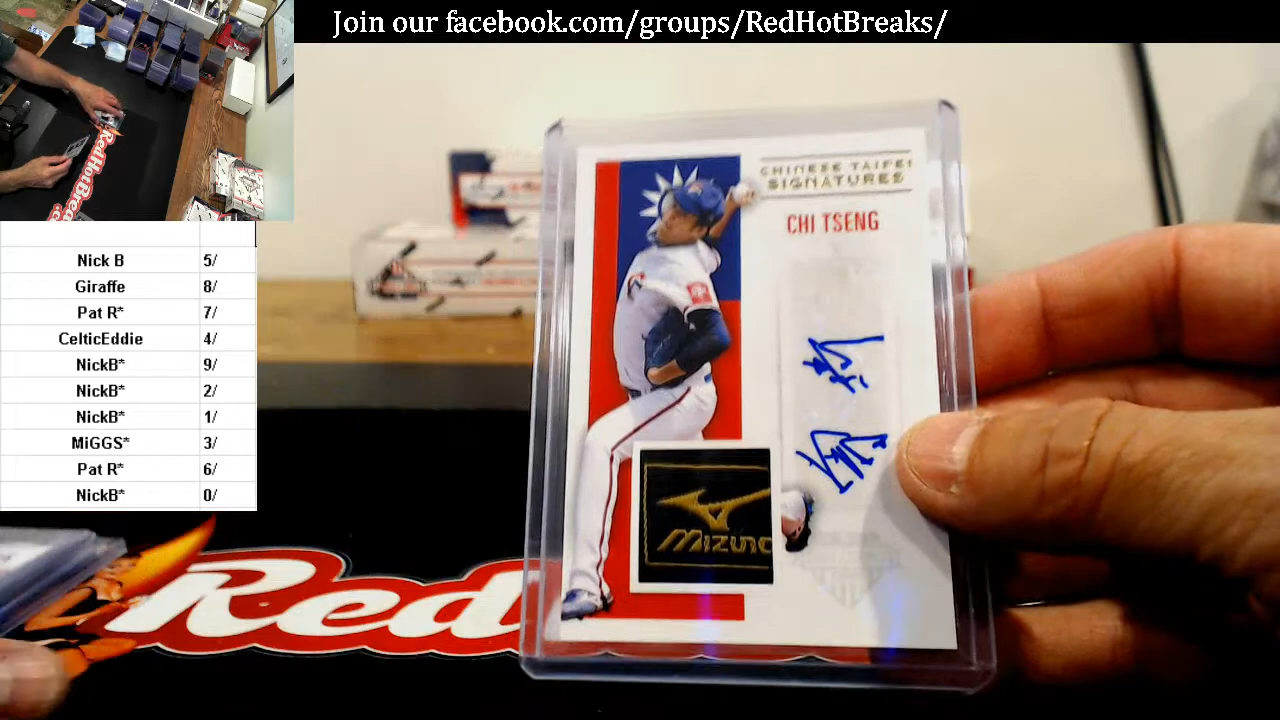 Join our facebook.com/groups/RedHotBreaks/
RedHotBreaks
Nick B 5/
Giraffe 8/
Pat R* 7/
CelticEddie 4/
NickB* 9/
NickB* 2/
NickB* 1/
MiGGS* 3/
Pat R* 6/
NickB* 0/
CHINESE TAIPEI
SIGNATURES
CHI TSENG
Mizuno
Red